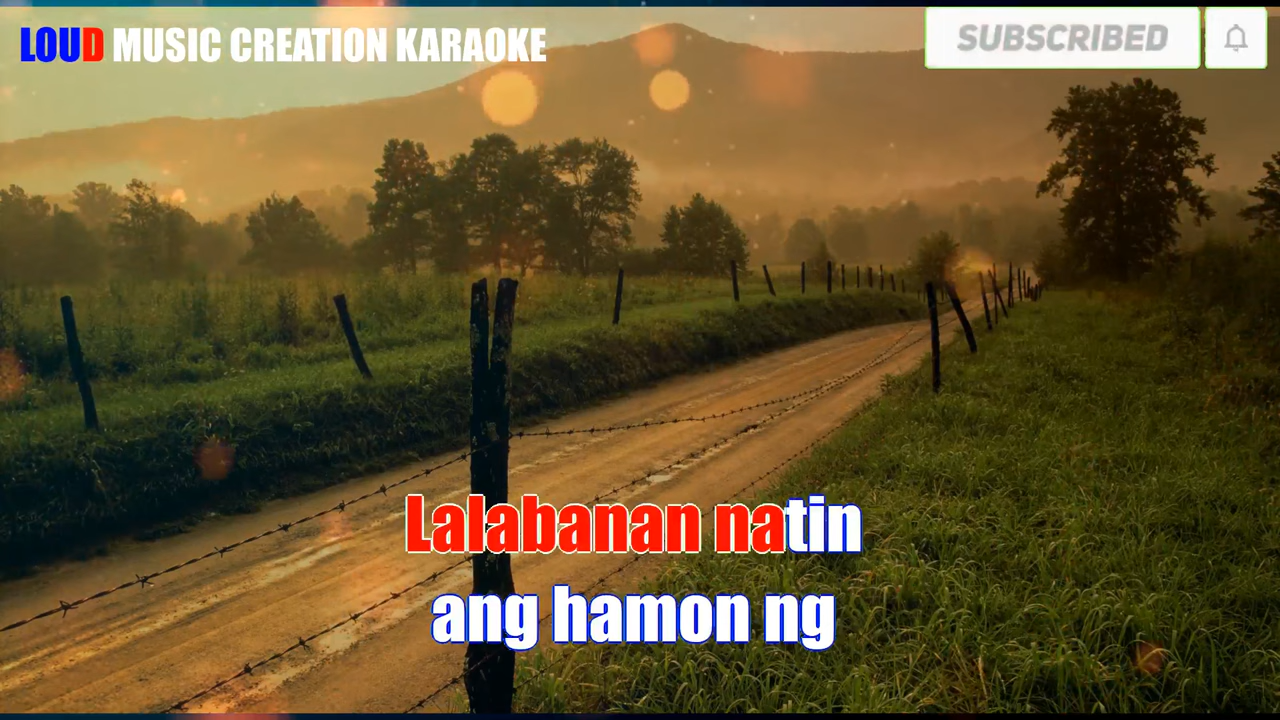 LOUD MUSIC CREATION KARAOKE
SUBSCRIBED
Lalabanan natin
ang hamon ng